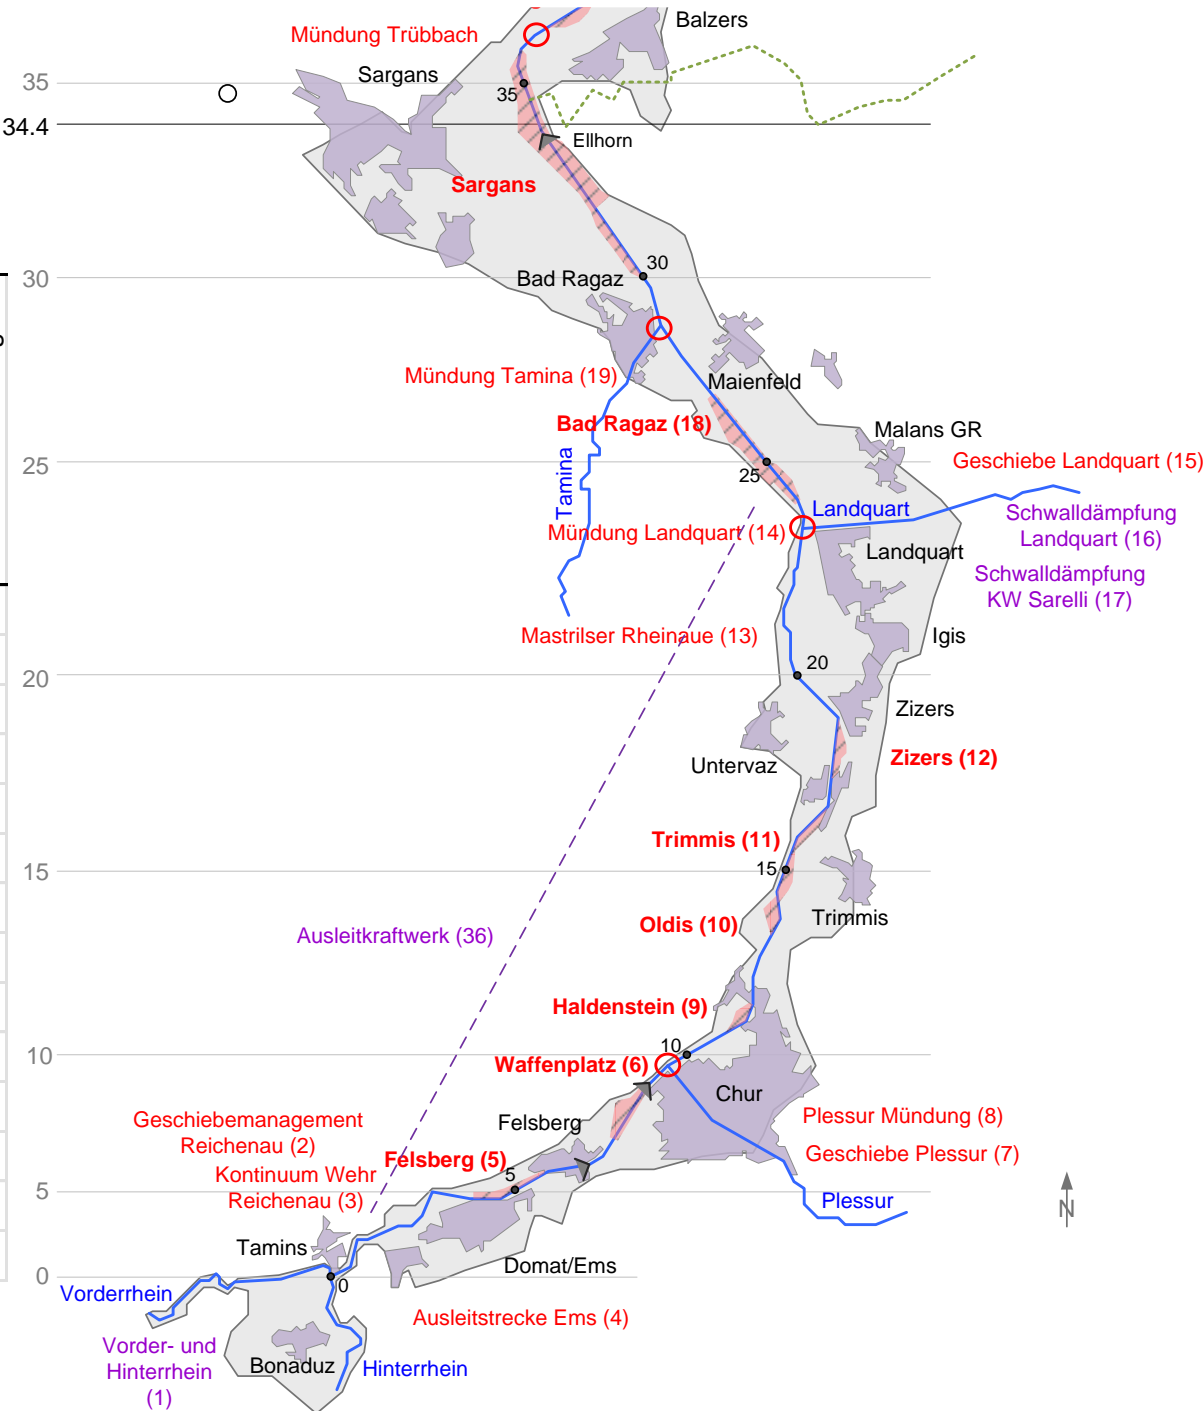 Balzers
Mündung Trübbach
Sargans
35
35
34.4
Ellhorn
Sargans
30
30
Bad Ragaz
Mündung Tamina (19)
Maienfeld
Bad Ragaz (18)
Malans GR
25
25
Geschiebe Landquart (15)
Tamina
Landquart
Schwalldämpfung
Landquart (16)
Mündung Landquart (14)
Landquart
Schwalldämpfung
KW Sarelli (17)
Mastrilser Rheinaue (13)
Igis
20
20
Zizers
Untervaz
Zizers (12)
Trimmis (11)
15
15
Trimmis
Oldis (10)
Ausleitkraftwerk (36)
Haldenstein (9)
10
10
Waffenplatz (6)
Chur
Geschiebemanagement
Reichenau (2)
Felsberg
Plessur Mündung (8)
Geschiebe Plessur (7)
Felsberg (5)
Kontinuum Wehr
Reichenau (3)
5
5
Plessur
N
Tamins
Domat/Ems
0
0
Vorderrhein
Ausleitstrecke Ems (4)
Vorder- und
Hinterrhein
(1)
Bonaduz
Hinterrhein